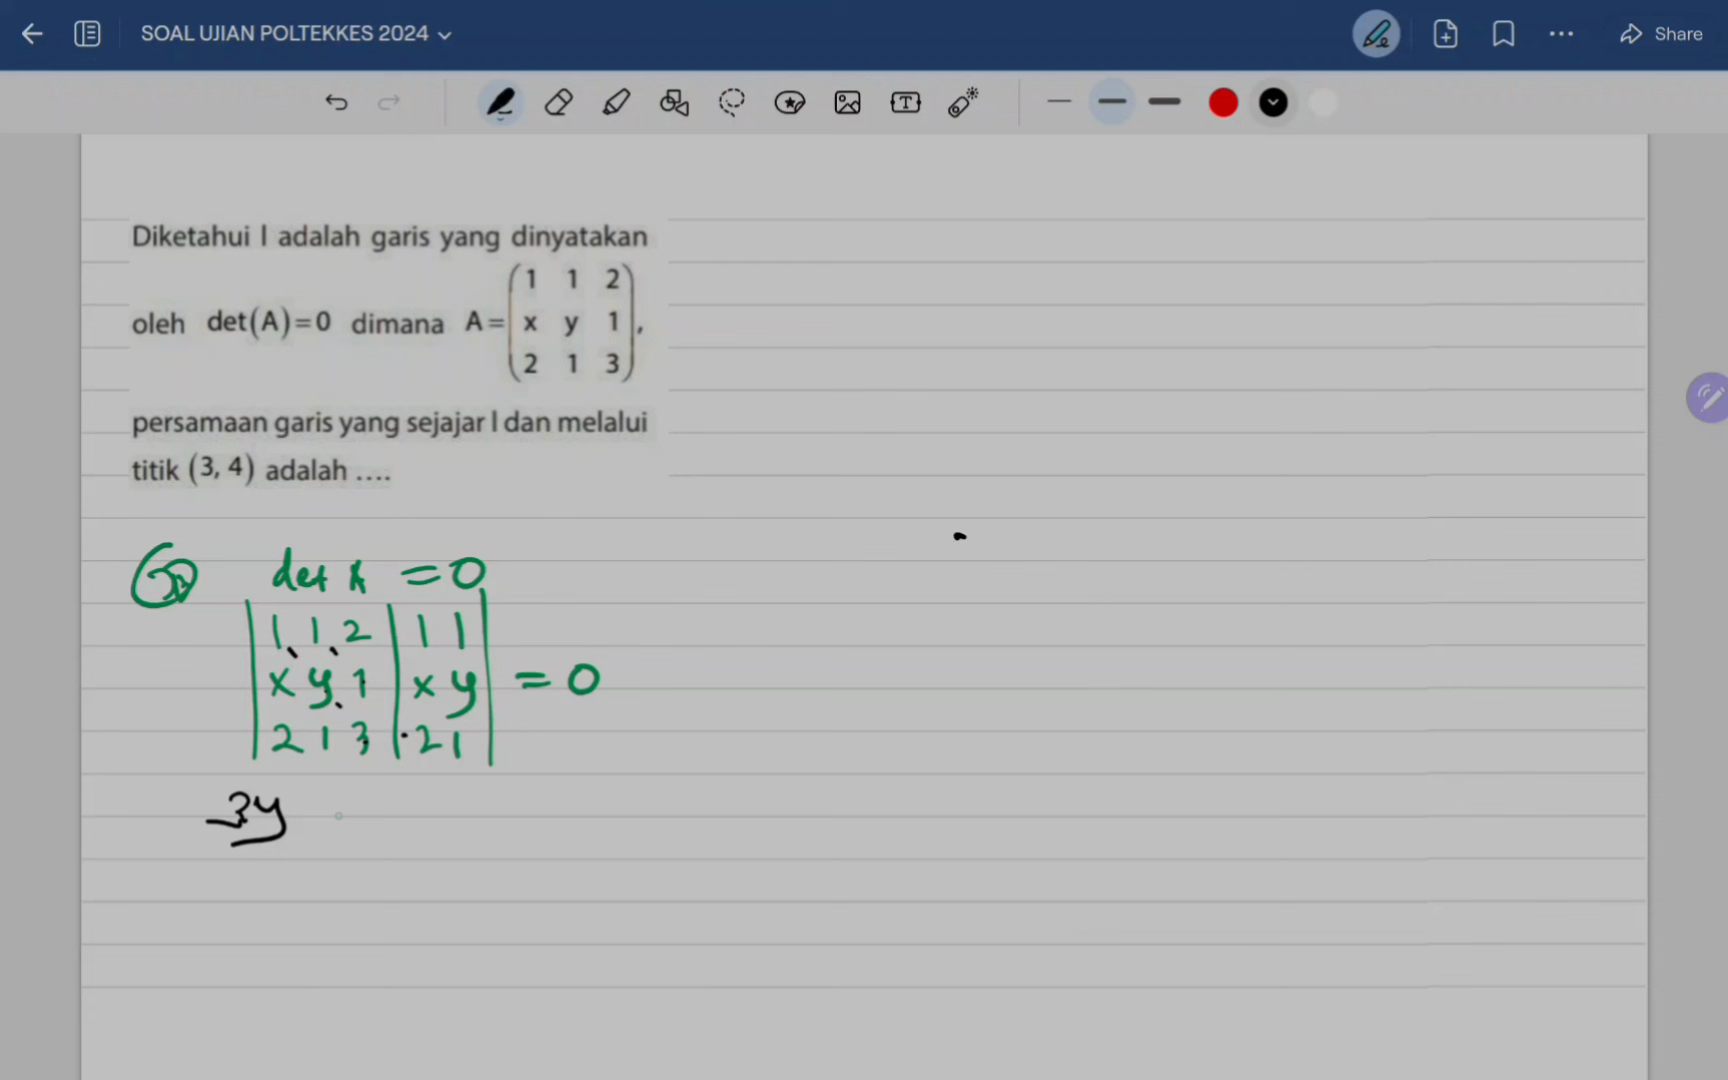 SOAL UJIAN POLTEKKES 2024
Share
Diketahui l adalah garis yang dinyatakan
oleh det(A)=0 dimana A=(1 1 2
x y 1
2 1 3),
persamaan garis yang sejajar l dan melalui
titik (3, 4) adalah ....
det A = 0
| 1 1 2 | 1 1 |
| x y 1 | x y | = 0
| 2 1 3 | 2 1 |
3y